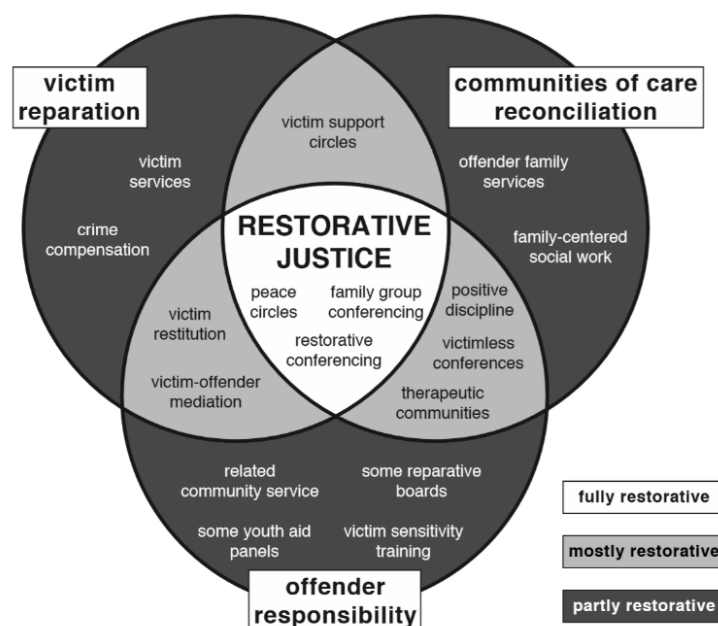 victim
reparation
communities of care
reconciliation
victim support
circles
victim
services
offender family
services
crime
compensation
family-centered
social work
RESTORATIVE
JUSTICE
peace
circles
family group
conferencing
restorative
conferencing
positive
discipline
victim
restitution
victimless
conferences
victim-offender
mediation
therapeutic
communities
related
community service
some reparative
boards
some youth aid
panels
victim sensitivity
training
offender
responsibility
fully restorative
mostly restorative
partly restorative